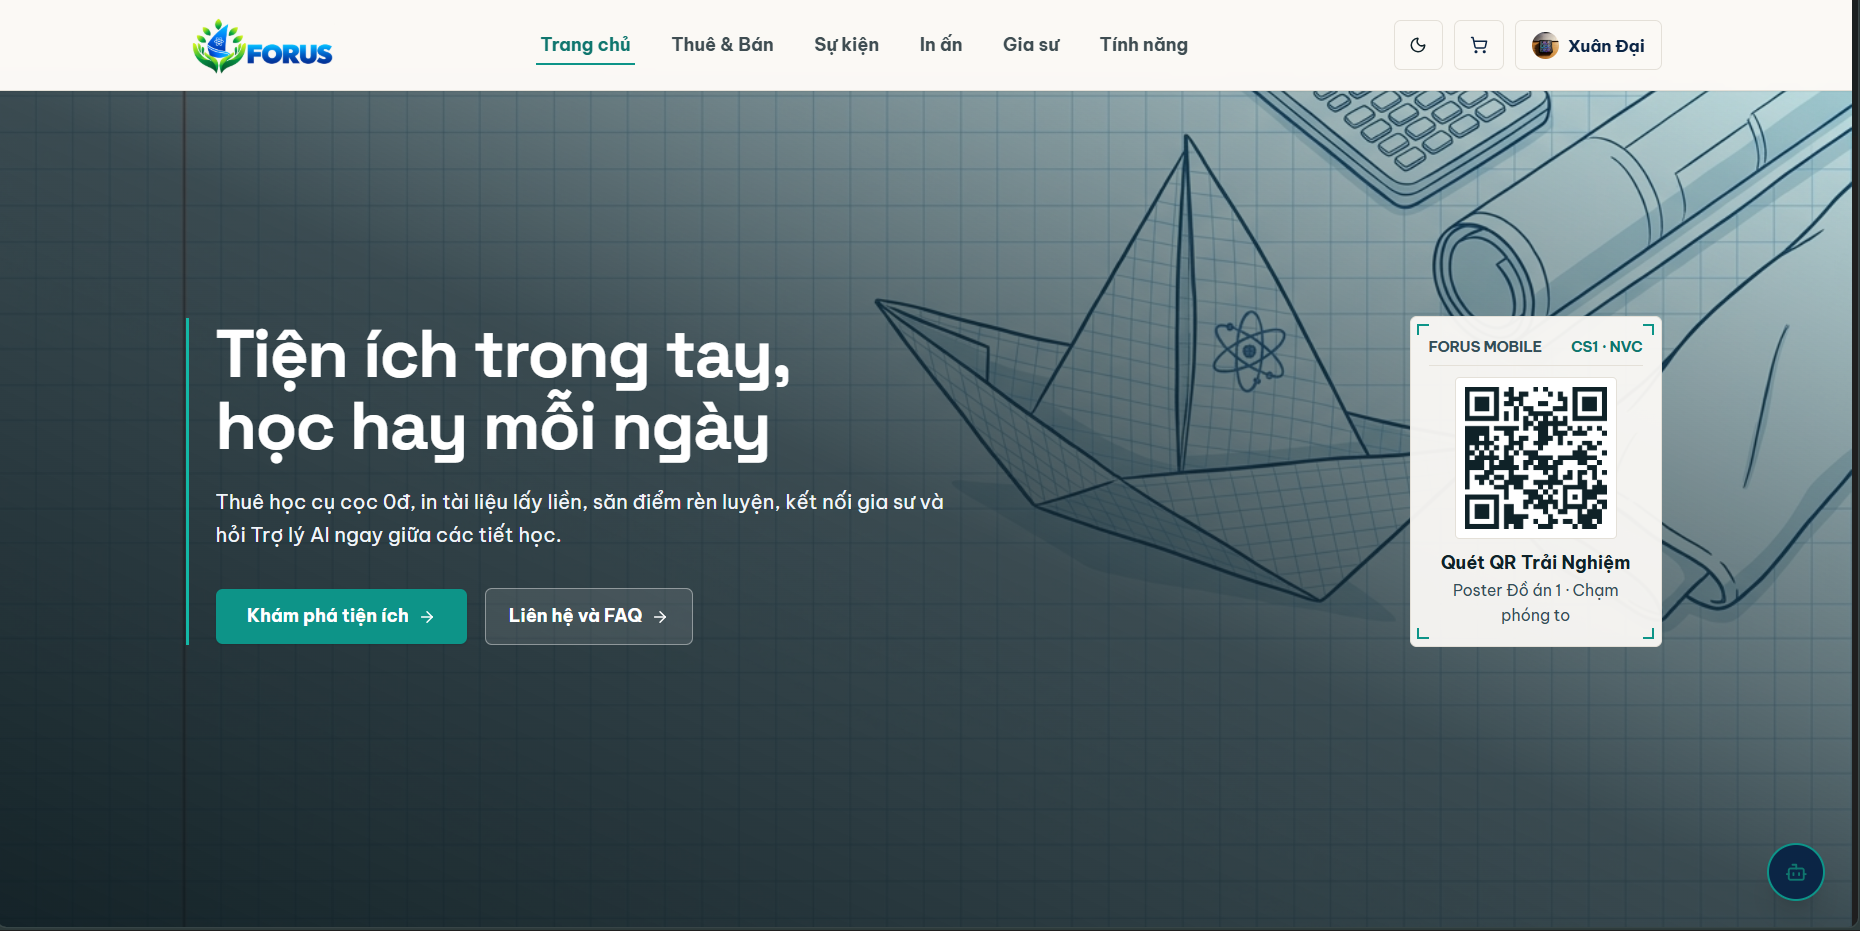 FORUS
Trang chủ
Thuê & Bán
Sự kiện
In ấn
Gia sư
Tính năng
Xuân Đại
Tiện ích trong tay,
học hay mỗi ngày
Thuê học cụ cọc 0đ, in tài liệu lấy liền, săn điểm rèn luyện, kết nối gia sư và
hỏi Trợ lý AI ngay giữa các tiết học.
Khám phá tiện ích →
Liên hệ và FAQ →
FORUS MOBILE
CS1 · NVC
Quét QR Trải Nghiệm
Poster Đồ án 1 · Chạm
phóng to